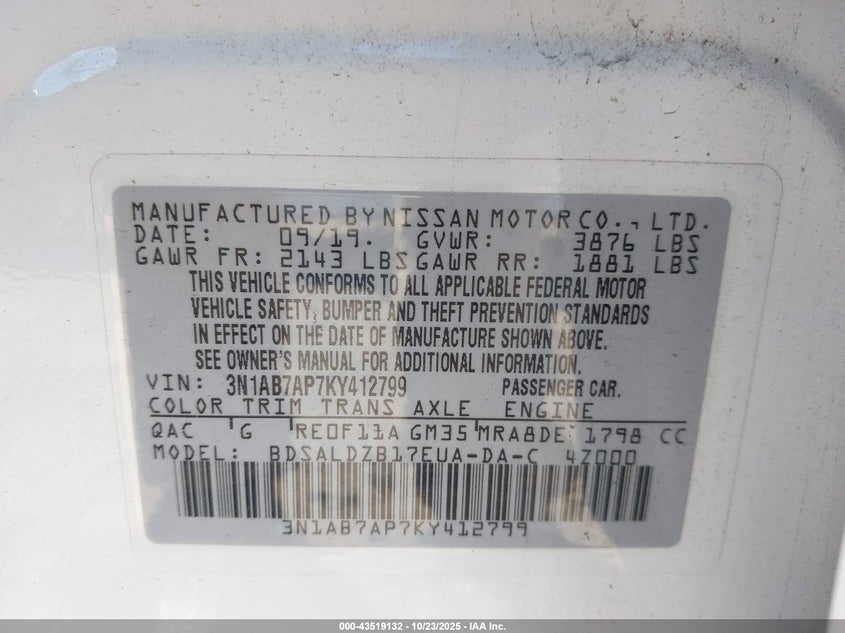 MANUFACTURED BY NISSAN MOTOR CO., LTD.
DATE: 09/19. GVWR: 3876 LBS
GAWR FR: 2143 LBS GAWR RR: 1881 LBS
THIS VEHICLE CONFORMS TO ALL APPLICABLE FEDERAL MOTOR
VEHICLE SAFETY, BUMPER AND THEFT PREVENTION STANDARDS
IN EFFECT ON THE DATE OF MANUFACTURE SHOWN ABOVE.
SEE OWNER'S MANUAL FOR ADDITIONAL INFORMATION.
VIN: 3N1AB7AP7KY412799 PASSENGER CAR.
COLOR TRIM TRANS AXLE ENGINE
QAC G RE0F11A GM35 MRA8DE 1798 CC
MODEL: BDSALDZB17EUA-DA-C 4Z000
3N1AB7AP7KY412799
000-43519132 - 10/23/2025 - IAA Inc.